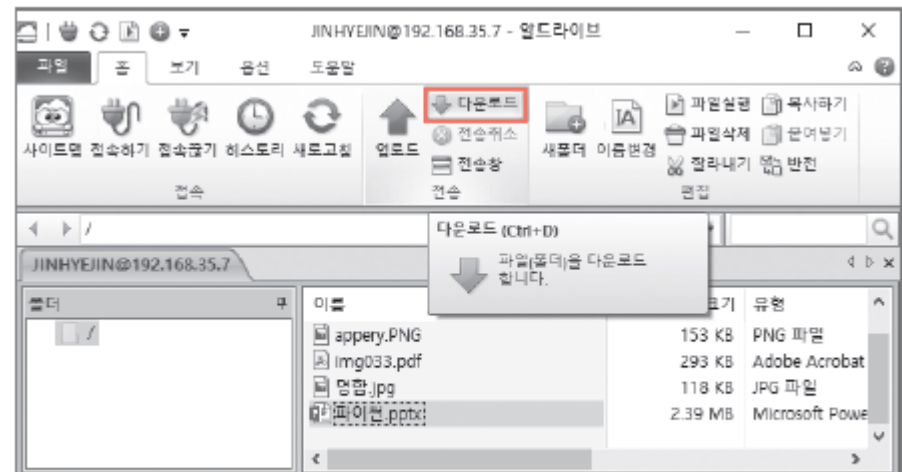 JINHYEJIN@192.168.35.7 - 알드라이브
파일 홈 보기 옵션 도움말
다운로드 파일실행 복사하기
전송취소 파일삭제 붙여넣기
사이트맵 접속하기 접속끊기 히스토리 새로고침 업로드 전송창 새폴더 이름변경 잘라내기 반전
접속 전송 편집
/
다운로드 (Ctrl+D)
파일(폴더)을 다운로드
합니다.
JINHYEJIN@192.168.35.7
폴더 이름 크기 유형
/
appery.PNG 153 KB PNG 파일
img033.pdf 293 KB Adobe Acrobat
명함.jpg 118 KB JPG 파일
파이썬.pptx 2.39 MB Microsoft Powe